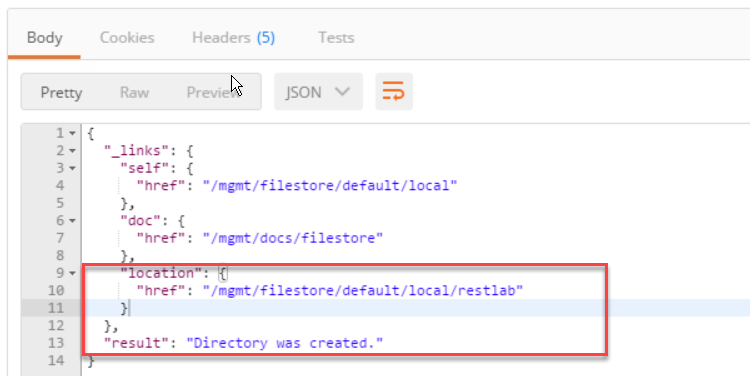 Body Cookies Headers (5) Tests
Pretty Raw Preview JSON
1 {
2 "_links": {
3 "self": {
4 "href": "/mgmt/filestore/default/local"
5 },
6 "doc": {
7 "href": "/mgmt/docs/filestore"
8 },
9 "location": {
10 "href": "/mgmt/filestore/default/local/restlab"
11 }
12 },
13 "result": "Directory was created."
14 }